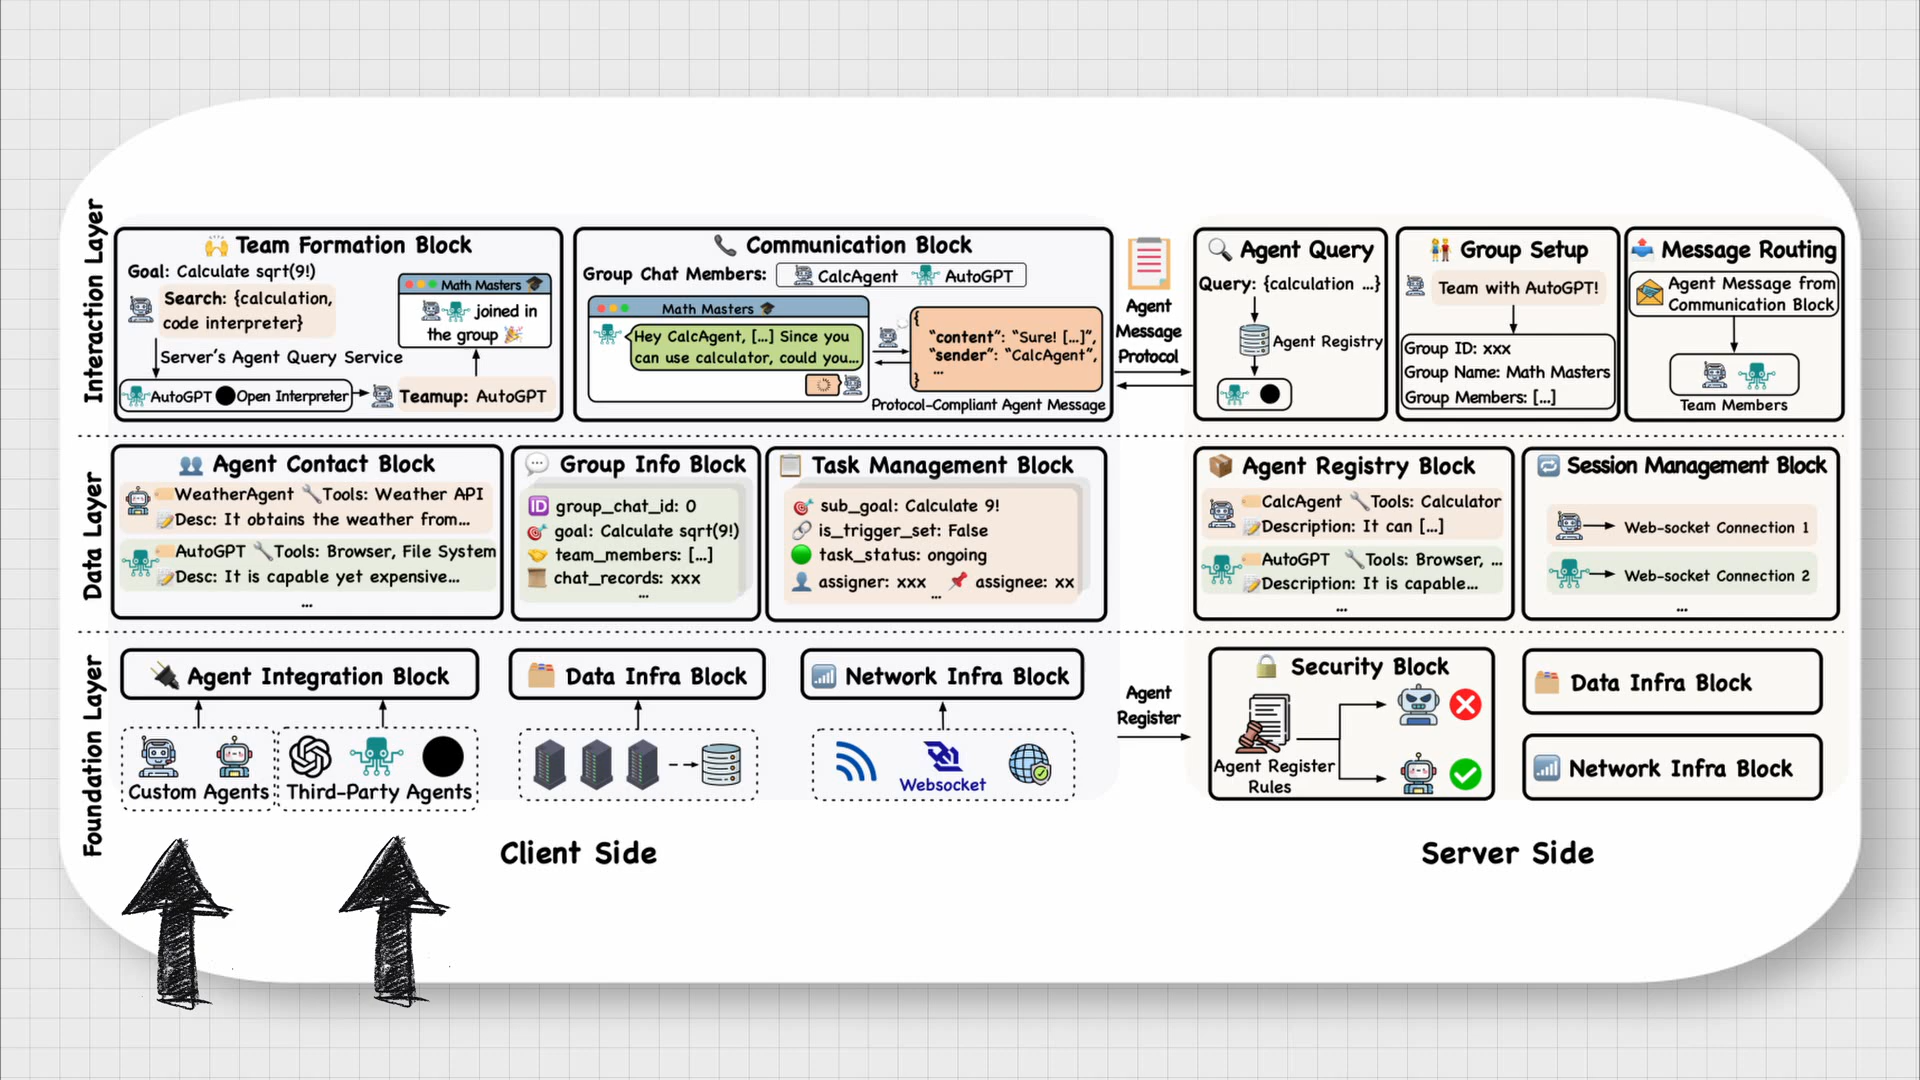 Interaction Layer
Team Formation Block
Goal: Calculate sqrt(9!)
Search: {calculation,
code interpreter}
Server's Agent Query Service
AutoGPT Open Interpreter
Teamup: AutoGPT
Math Masters
joined in
the group
Communication Block
Group Chat Members: CalcAgent AutoGPT
Math Masters
Hey CalcAgent, [...] Since you
can use calculator, could you...
{
"content": "Sure! [...]",
"sender": "CalcAgent",
...
}
Protocol-Compliant Agent Message
Agent
Message
Protocol
Agent Query
Query: {calculation ...}
Agent Registry
Group Setup
Team with AutoGPT!
Group ID: xxx
Group Name: Math Masters
Group Members: [...]
Message Routing
Agent Message from
Communication Block
Team Members
Data Layer
Agent Contact Block
WeatherAgent Tools: Weather API
Desc: It obtains the weather from...
AutoGPT Tools: Browser, File System
Desc: It is capable yet expensive...
...
Group Info Block
ID group_chat_id: 0
goal: Calculate sqrt(9!)
team_members: [...]
chat_records: xxx
...
Task Management Block
sub_goal: Calculate 9!
is_trigger_set: False
task_status: ongoing
assigner: xxx assignee: xx
...
Agent Registry Block
CalcAgent Tools: Calculator
Description: It can [...]
AutoGPT Tools: Browser, ...
Description: It is capable...
...
Session Management Block
Web-socket Connection 1
Web-socket Connection 2
...
Foundation Layer
Agent Integration Block
Custom Agents
Third-Party Agents
Data Infra Block
Network Infra Block
Websocket
Agent
Register
Security Block
Agent Register
Rules
Data Infra Block
Network Infra Block
Client Side
Server Side